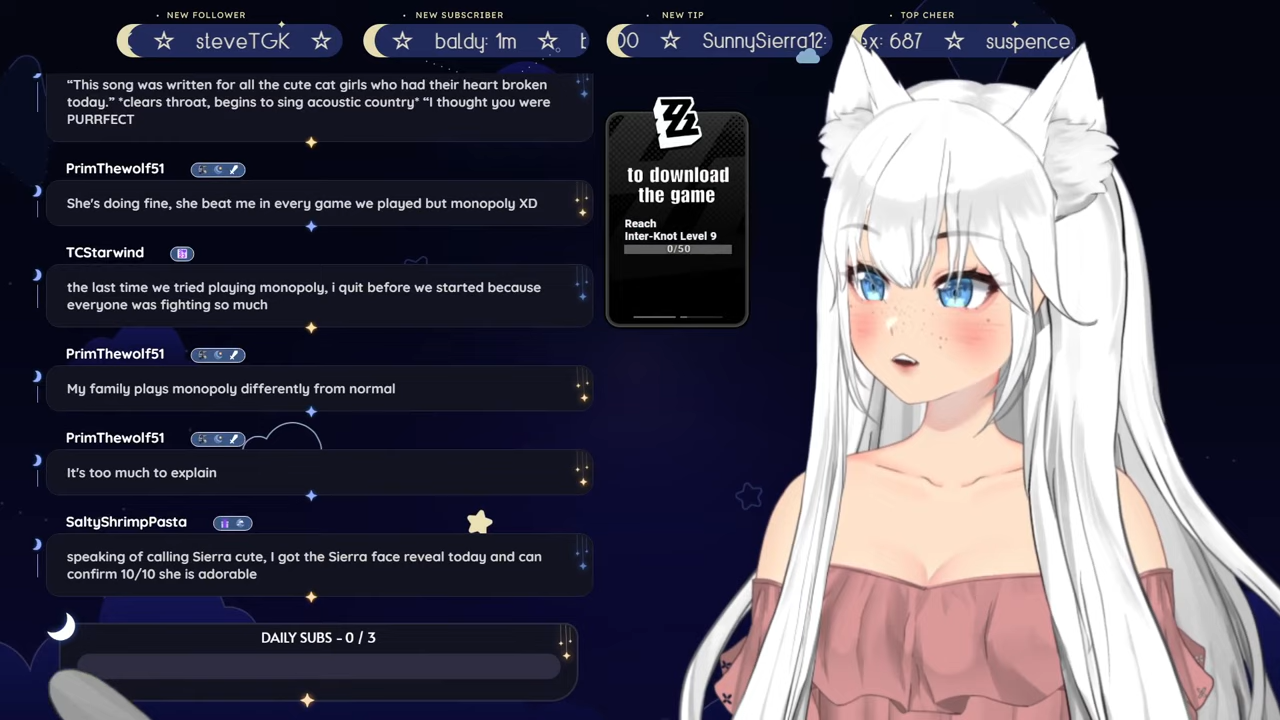 NEW FOLLOWER
NEW SUBSCRIBER
NEW TIP
TOP CHEER
steveTGK
baldy: 1m
00 SunnySierra12:
ex: 687 suspence
“This song was written for all the cute cat girls who had their heart broken
today.” *clears throat, begins to sing acoustic country* “I thought you were
PURRFECT
PrimThewolf51
She's doing fine, she beat me in every game we played but monopoly XD
TCStarwind
the last time we tried playing monopoly, i quit before we started because
everyone was fighting so much
PrimThewolf51
My family plays monopoly differently from normal
PrimThewolf51
It's too much to explain
SaltyShrimpPasta
speaking of calling Sierra cute, I got the Sierra face reveal today and can
confirm 10/10 she is adorable
DAILY SUBS - 0 / 3
to download
the game
Reach
Inter-Knot Level 9
0/50